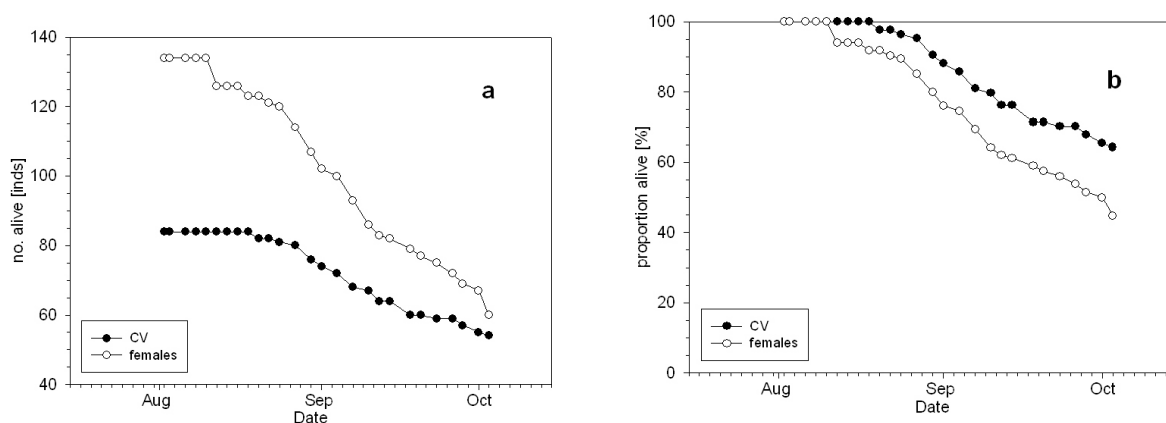 a
140
120
100
80
60
40
no. alive [inds]
CV
females
Aug
Sep
Oct
Date
b
100
80
60
40
20
0
proportion alive [%]
CV
females
Aug
Sep
Oct
Date